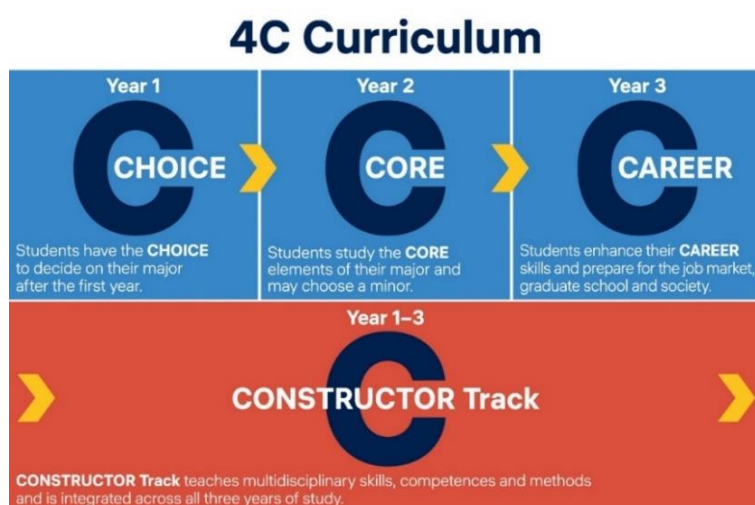 4C Curriculum
Year 1
C
CHOICE
Students have the CHOICE
to decide on their major
after the first year.
Year 2
C
CORE
Students study the CORE
elements of their major and
may choose a minor.
Year 3
C
CAREER
Students enhance their CAREER
skills and prepare for the job market,
graduate school and society.
Year 1–3
C
CONSTRUCTOR Track
CONSTRUCTOR Track teaches multidisciplinary skills, competences and methods
and is integrated across all three years of study.